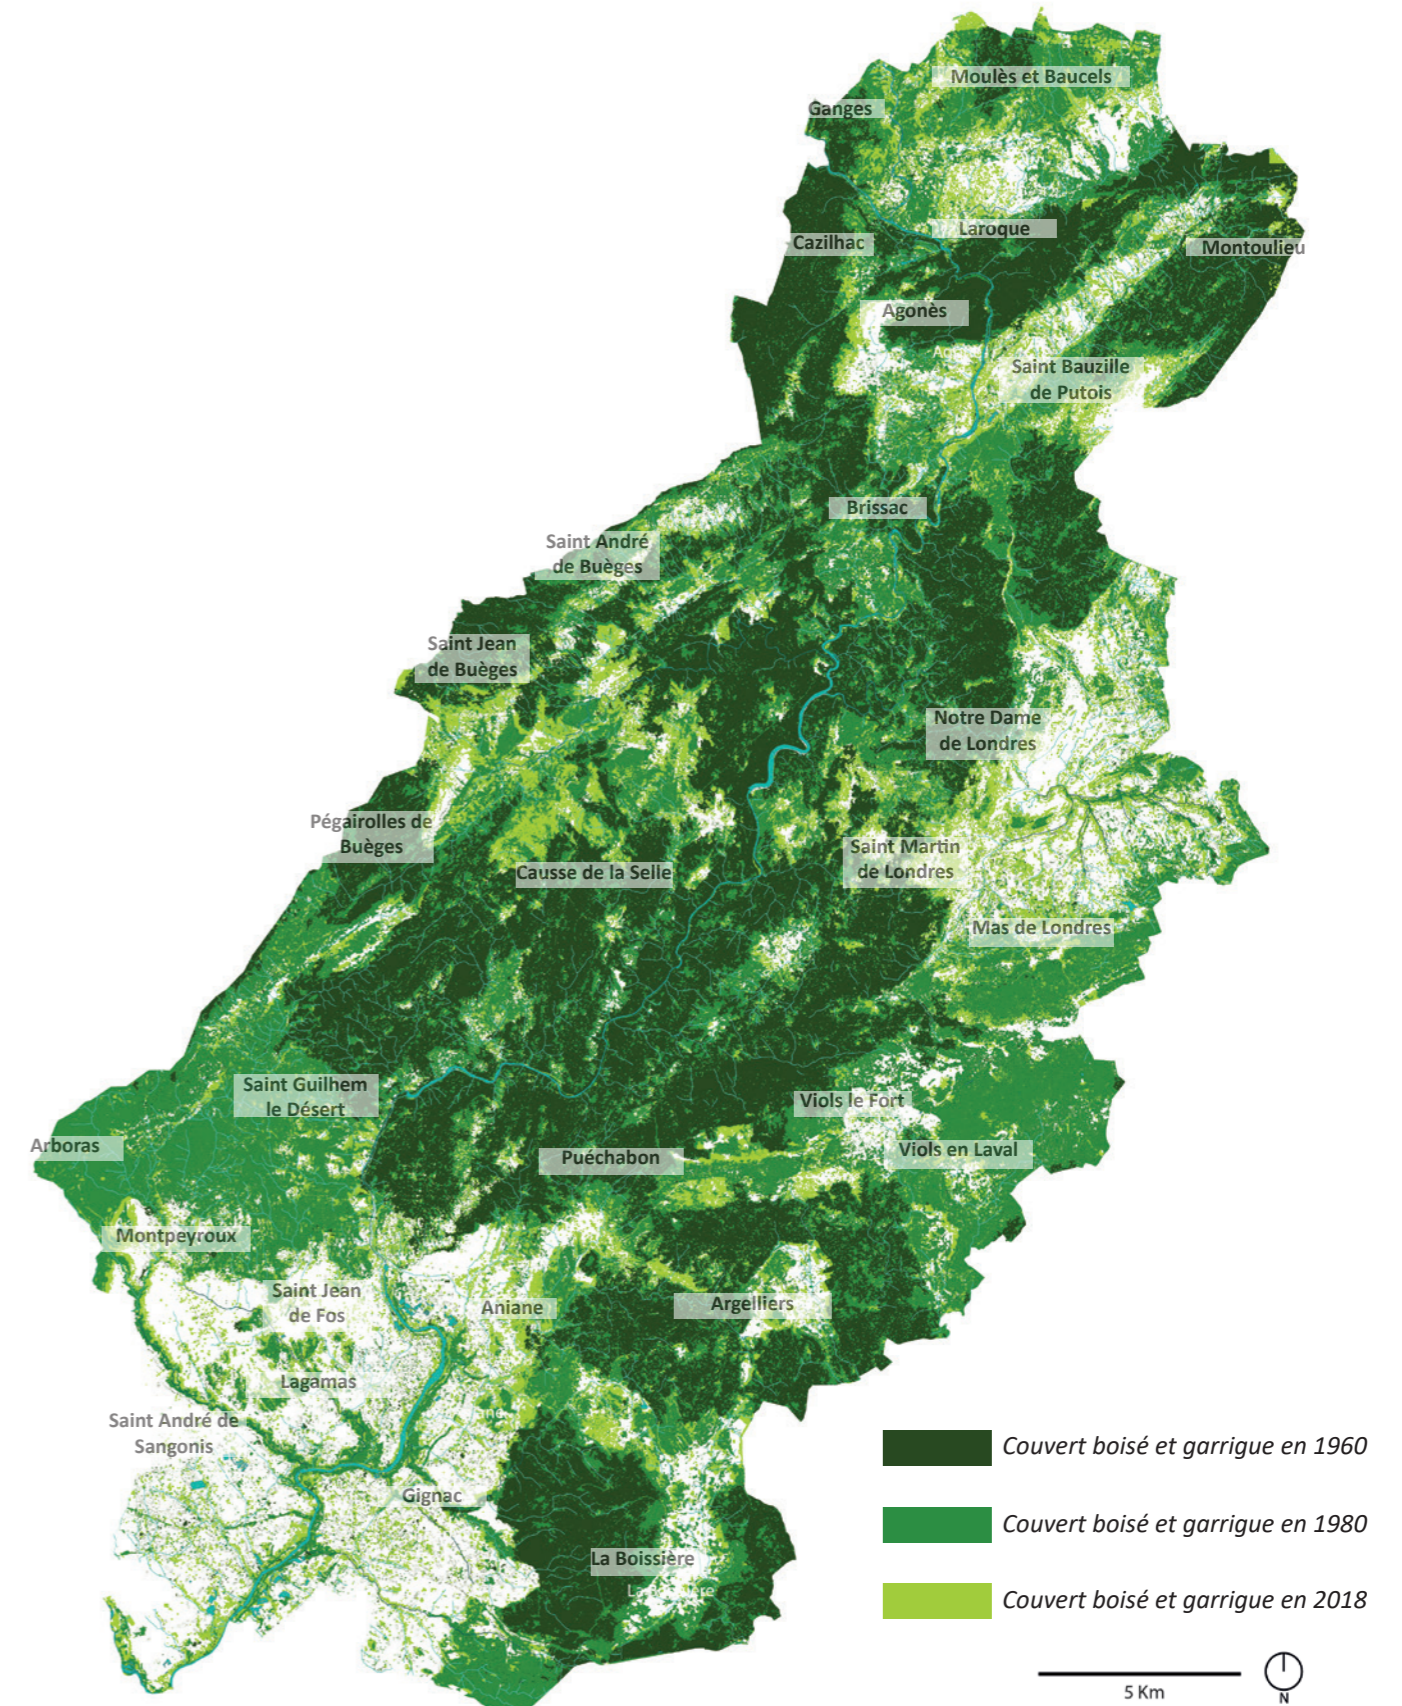 Moulès et Baucels
Ganges
Laroque
Cazilhac
Montoulieu
Agonès
Saint Bauzille
de Putois
Brissac
Saint André
de Buèges
Saint Jean
de Buèges
Notre Dame
de Londres
Pégairolles de
Buèges
Saint Martin
de Londres
Causse de la Selle
Mas de Londres
Saint Guilhem
le Désert
Viols le Fort
Arboras
Viols en Laval
Puéchabon
Montpeyroux
Saint Jean
de Fos
Aniane
Argelliers
Lagamas
Saint André de
Sangonis
Gignac
La Boissière
La Boissière
Couvert boisé et garrigue en 1960
Couvert boisé et garrigue en 1980
Couvert boisé et garrigue en 2018
5 Km
N